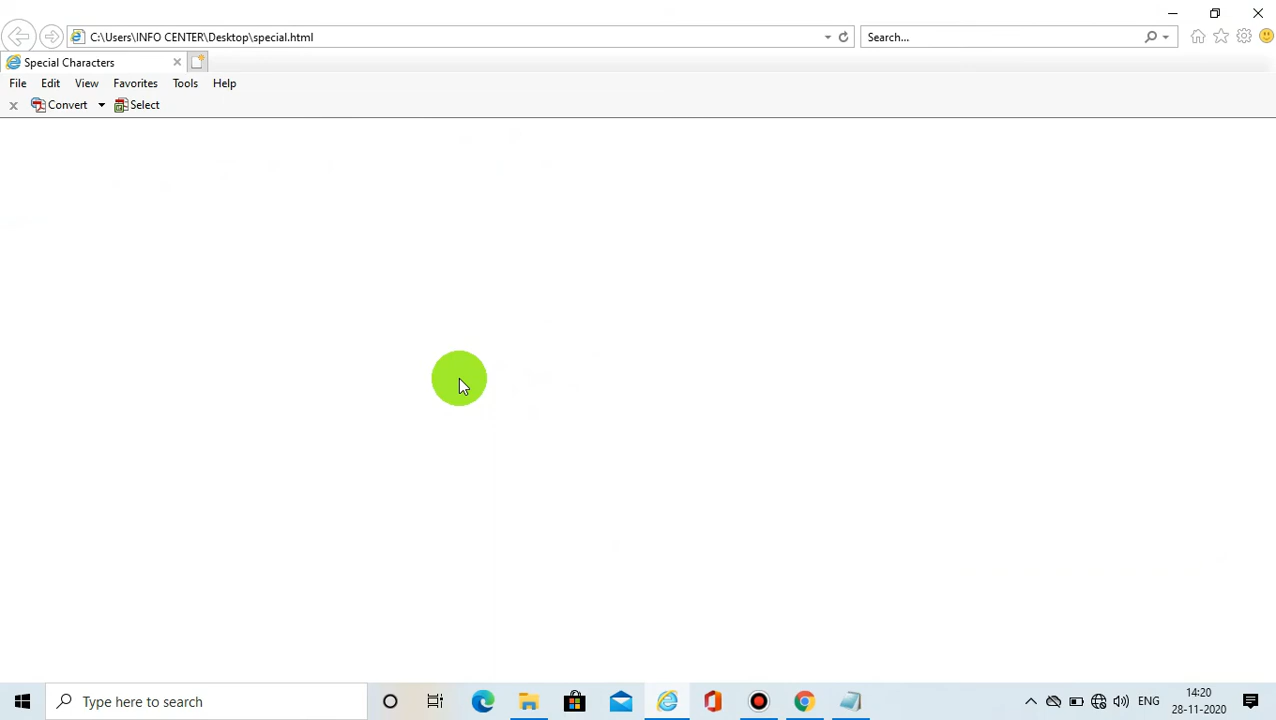 C:\Users\INFO CENTER\Desktop\special.html
Search...
Special Characters
File Edit View Favorites Tools Help
x Convert Select
Type here to search
ENG
14:20
28-11-2020